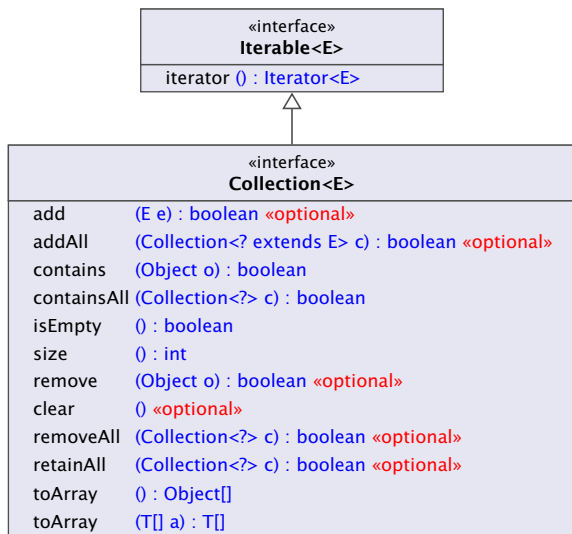 «interface»
Iterable<E>
iterator () : Iterator<E>
«interface»
Collection<E>
add (E e) : boolean «optional»
addAll (Collection<? extends E> c) : boolean «optional»
contains (Object o) : boolean
containsAll (Collection<?> c) : boolean
isEmpty () : boolean
size () : int
remove (Object o) : boolean «optional»
clear () «optional»
removeAll (Collection<?> c) : boolean «optional»
retainAll (Collection<?> c) : boolean «optional»
toArray () : Object[]
toArray (T[] a) : T[]